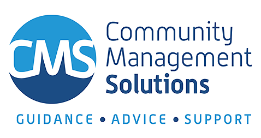 CMS
Community
Management
Solutions
GUIDANCE • ADVICE • SUPPORT